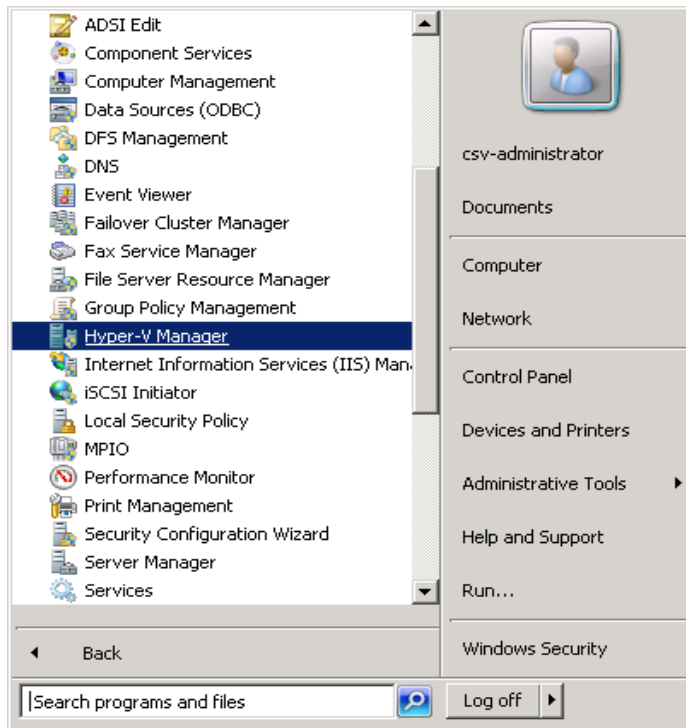 ADSI Edit
Component Services
Computer Management
Data Sources (ODBC)
DFS Management
DNS
Event Viewer
Failover Cluster Manager
Fax Service Manager
File Server Resource Manager
Group Policy Management
Hyper-V Manager
Internet Information Services (IIS) Man
iSCSI Initiator
Local Security Policy
MPIO
Performance Monitor
Print Management
Security Configuration Wizard
Server Manager
Services
Back
Search programs and files
csv-administrator
Documents
Computer
Network
Control Panel
Devices and Printers
Administrative Tools
Help and Support
Run...
Windows Security
Log off